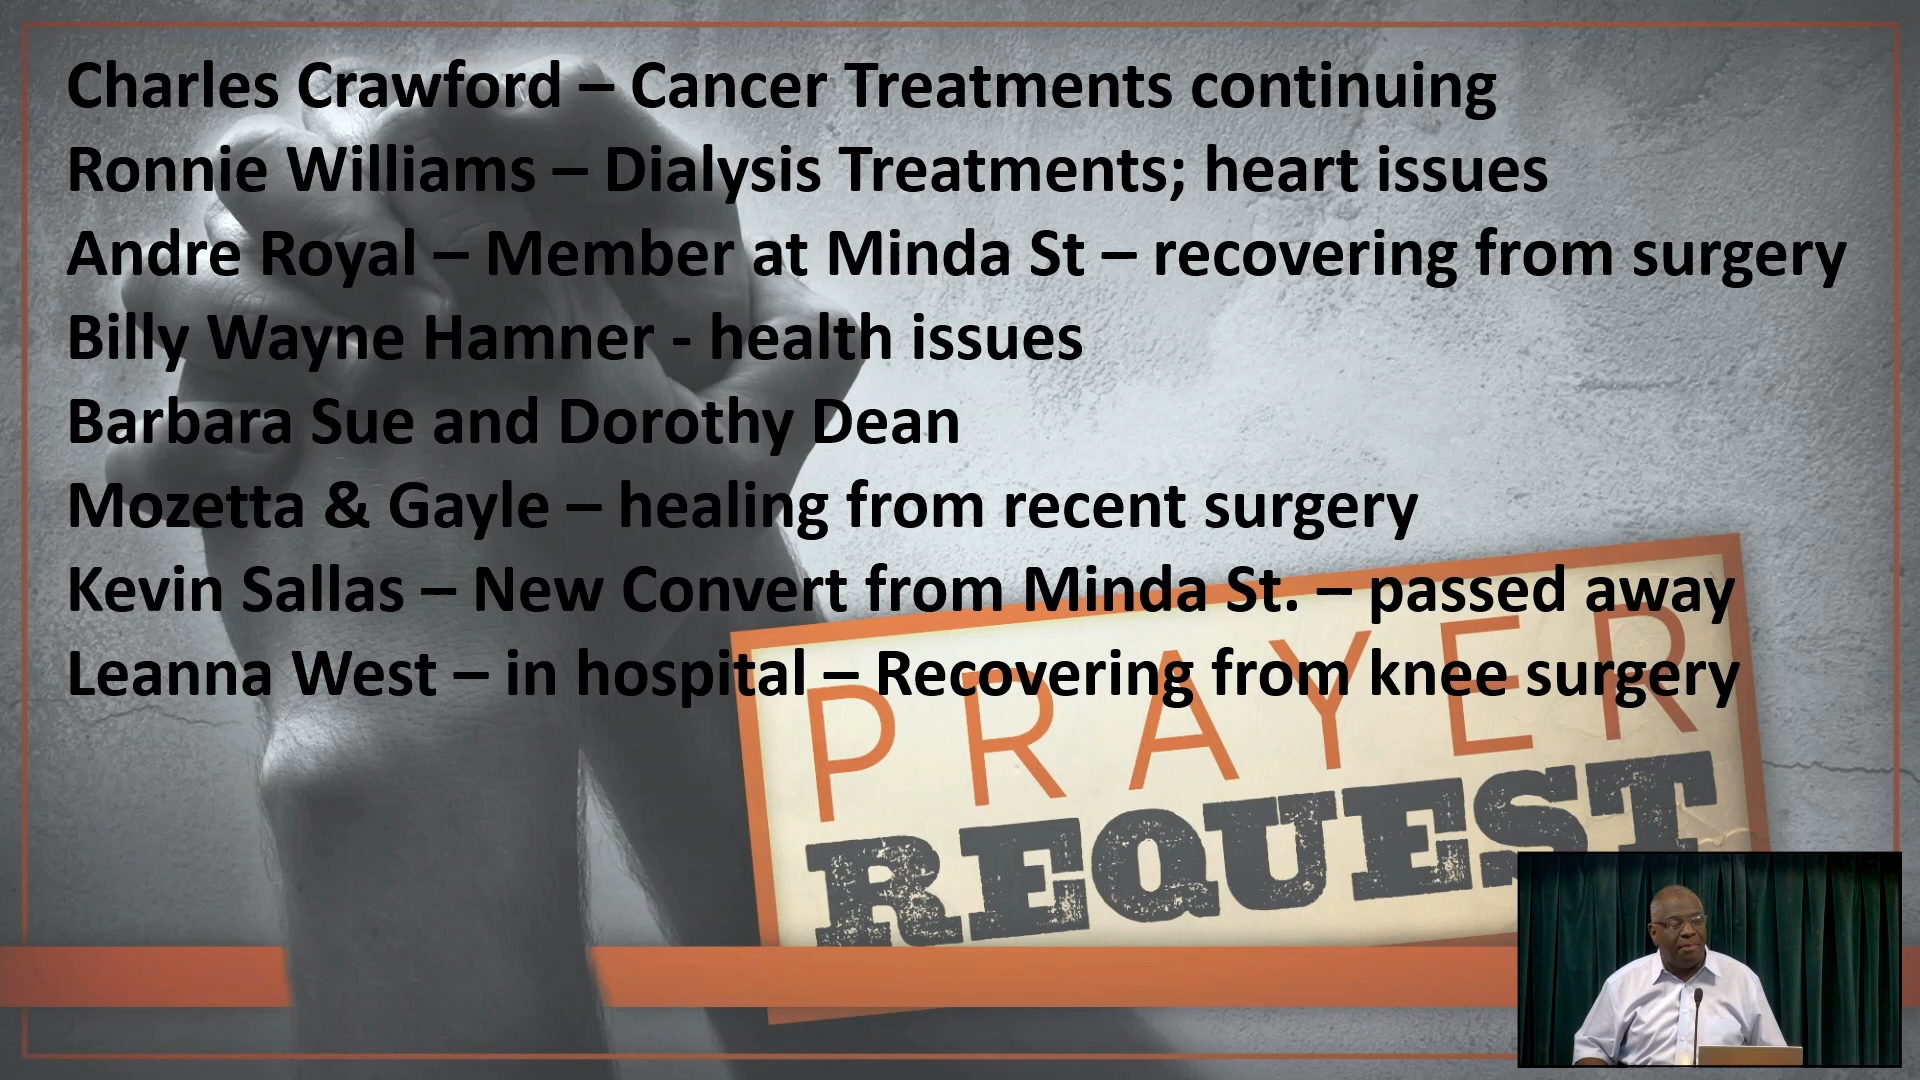 Charles Crawford – Cancer Treatments continuing
Ronnie Williams – Dialysis Treatments; heart issues
Andre Royal – Member at Minda St – recovering from surgery
Billy Wayne Hamner - health issues
Barbara Sue and Dorothy Dean
Mozetta & Gayle – healing from recent surgery
Kevin Sallas – New Convert from Minda St. – passed away
Leanna West – in hospital – Recovering from knee surgery
PRAYER
REQUEST